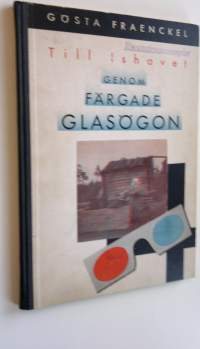 GÖSTA FRAENCKEL
Till ishavet
GENOM
FÄRGADE
GLASÖGON